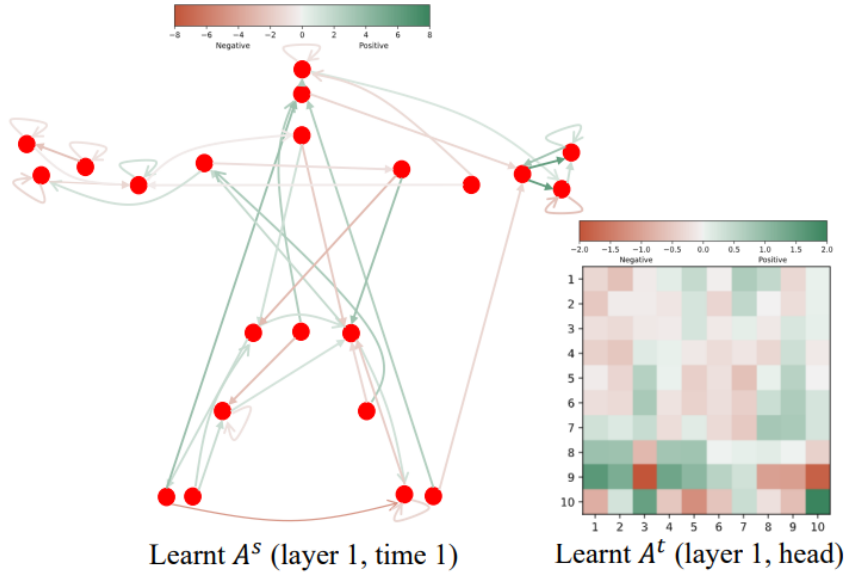 -8 -6 -4 -2 0 2 4 6 8
Negative Positive
-2.0 -1.5 -1.0 -0.5 0.0 0.5 1.0 1.5 2.0
Negative Positive
1
2
3
4
5
6
7
8
9
10
1 2 3 4 5 6 7 8 9 10
Learnt A^s (layer 1, time 1)
Learnt A^t (layer 1, head)